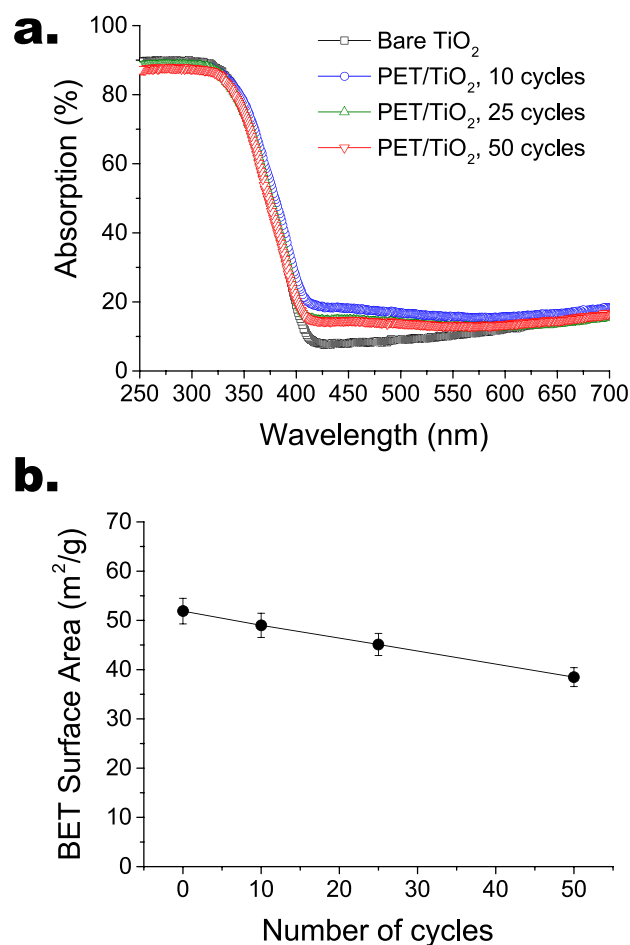 a.
100
80
60
40
20
0
Absorption (%)
Bare TiO₂
PET/TiO₂, 10 cycles
PET/TiO₂, 25 cycles
PET/TiO₂, 50 cycles
250 300 350 400 450 500 550 600 650 700
Wavelength (nm)
b.
70
60
50
40
30
20
10
0
BET Surface Area (m²/g)
0 10 20 30 40 50
Number of cycles